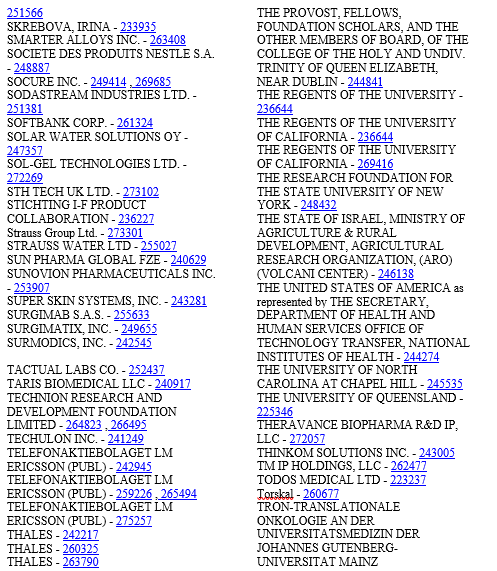 251566
SKREBOVA, IRINA - 233935
SMARTER ALLOYS INC. - 263408
SOCIETE DES PRODUITS NESTLE S.A.
- 248887
SOCURE INC. - 249414 , 269685
SODASTREAM INDUSTRIES LTD. -
251381
SOFTBANK CORP. - 261324
SOLAR WATER SOLUTIONS OY -
247357
SOL-GEL TECHNOLOGIES LTD. -
272269
STH TECH UK LTD. - 273102
STICHTING I-F PRODUCT
COLLABORATION - 236227
Strauss Group Ltd. - 273301
STRAUSS WATER LTD - 255027
SUN PHARMA GLOBAL FZE - 240629
SUNOVION PHARMACEUTICALS INC.
- 253907
SUPER SKIN SYSTEMS, INC. - 243281
SURGIMAB S.A.S. - 255633
SURGIMATIX, INC. - 249655
SURMODICS, INC. - 242545
TACTUAL LABS CO. - 252437
TARIS BIOMEDICAL LLC - 240917
TECHNION RESEARCH AND
DEVELOPMENT FOUNDATION
LIMITED - 264823 , 266495
TECHULON INC. - 241249
TELEFONAKTIEBOLAGET LM
ERICSSON (PUBL) - 242945
TELEFONAKTIEBOLAGET LM
ERICSSON (PUBL) - 259226 , 265494
TELEFONAKTIEBOLAGET LM
ERICSSON (PUBL) - 275257
THALES - 242217
THALES - 260325
THALES - 263790
THE PROVOST, FELLOWS,
FOUNDATION SCHOLARS, AND THE
OTHER MEMBERS OF BOARD, OF THE
COLLEGE OF THE HOLY AND UNDIV.
TRINITY OF QUEEN ELIZABETH,
NEAR DUBLIN - 244841
THE REGENTS OF THE UNIVERSITY -
236644
THE REGENTS OF THE UNIVERSITY
OF CALIFORNIA - 236644
THE REGENTS OF THE UNIVERSITY
OF CALIFORNIA - 269416
THE RESEARCH FOUNDATION FOR
THE STATE UNIVERSITY OF NEW
YORK - 248432
THE STATE OF ISRAEL, MINISTRY OF
AGRICULTURE & RURAL
DEVELOPMENT, AGRICULTURAL
RESEARCH ORGANIZATION, (ARO)
(VOLCANI CENTER) - 246138
THE UNITED STATES OF AMERICA as
represented by THE SECRETARY,
DEPARTMENT OF HEALTH AND
HUMAN SERVICES OFFICE OF
TECHNOLOGY TRANSFER, NATIONAL
INSTITUTES OF HEALTH - 244274
THE UNIVERSITY OF NORTH
CAROLINA AT CHAPEL HILL - 245535
THE UNIVERSITY OF QUEENSLAND -
225346
THERAVANCE BIOPHARMA R&D IP,
LLC - 272057
THINKOM SOLUTIONS INC. - 243005
TM IP HOLDINGS, LLC - 262477
TODOS MEDICAL LTD - 223237
Torskal - 260677
TRON-TRANSLATIONALE
ONKOLOGIE AN DER
UNIVERSITATSMEDIZIN DER
JOHANNES GUTENBERG-
UNIVERSITAT MAINZ